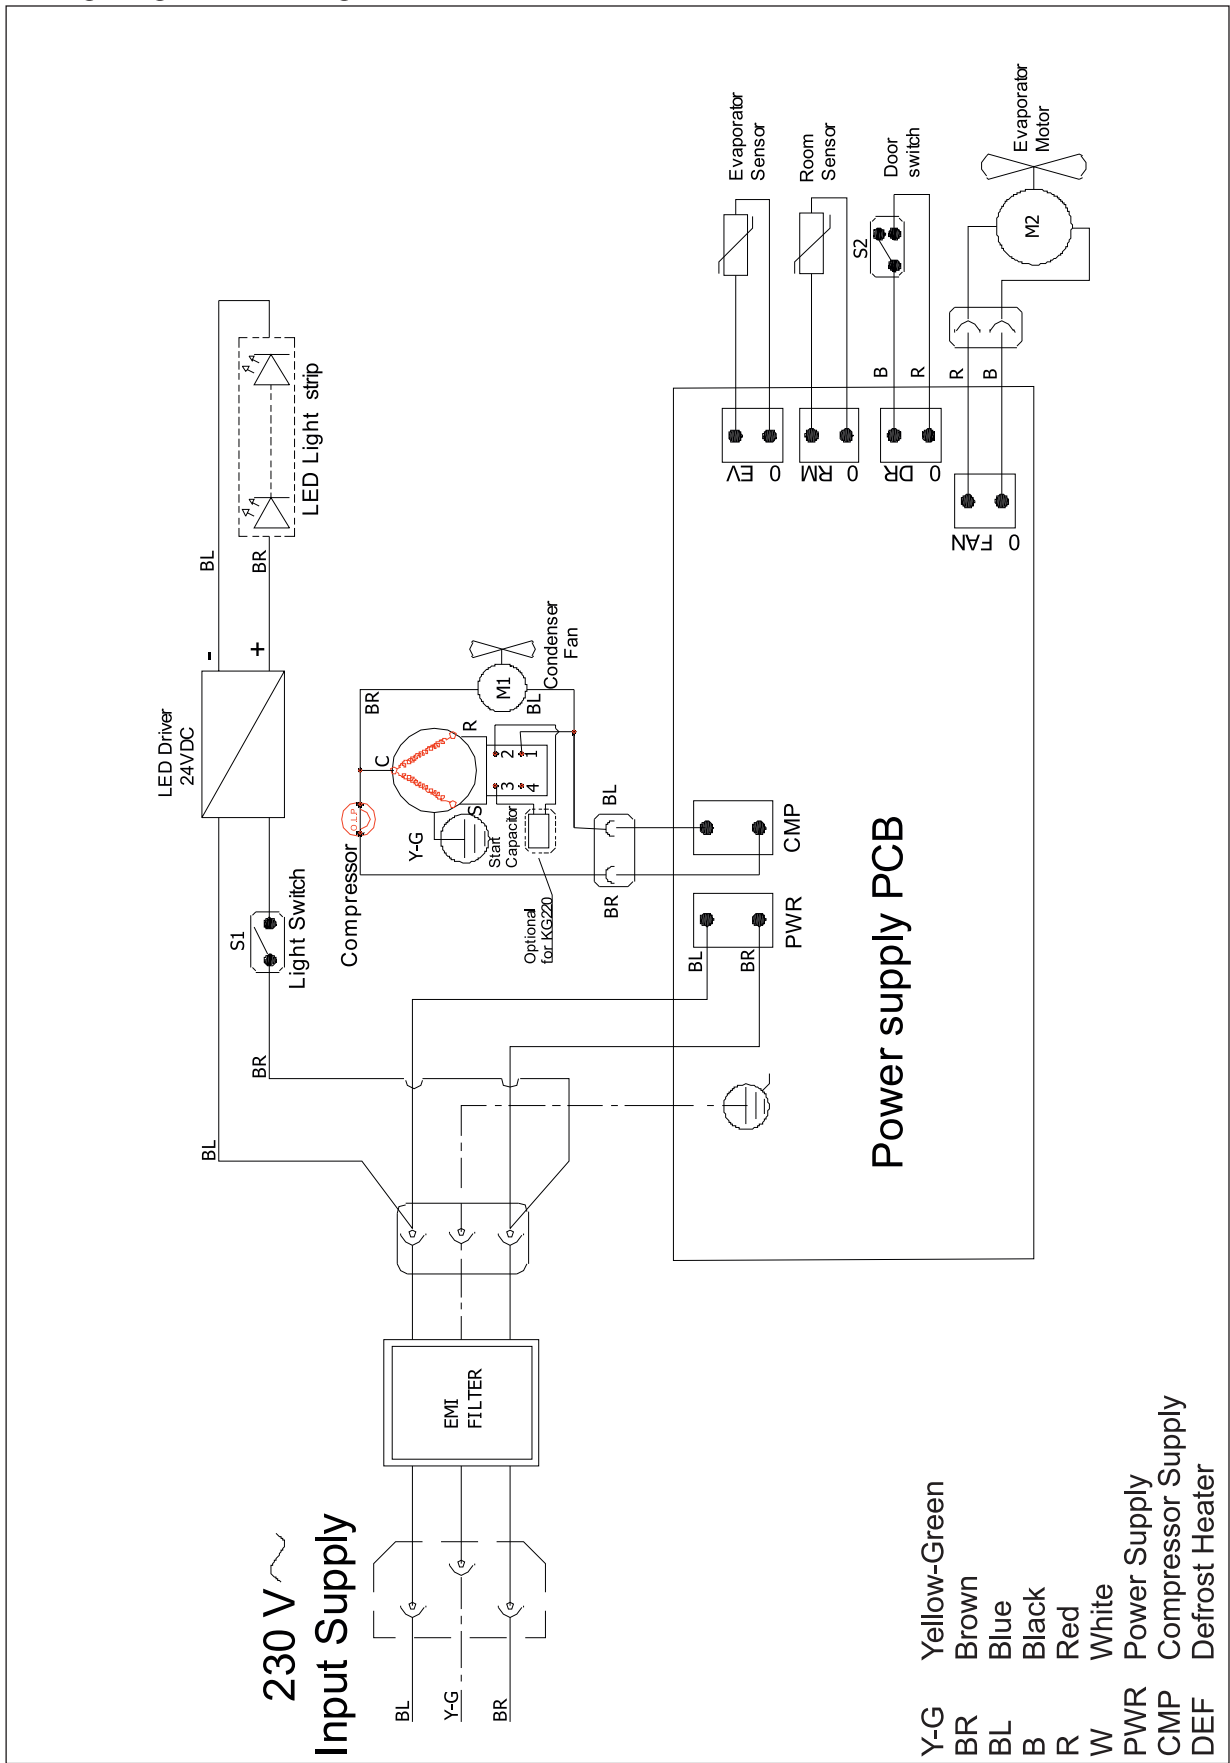 230 V ~
Input Supply
BL
Y-G
BR
EMI
FILTER
BL
BR
S1
Light Switch
LED Driver
24VDC
-
+
BL
BR
LED Light strip
Compressor
O.L.P
C
S
R
Y-G
BR
BL
M1
Condenser
Fan
Start
Capacitor
3 2
4 1
Optional
for KG220
BR
BL
BL
BR
PWR
CMP
Power supply PCB
EV 0
RM 0
DR 0
FAN 0
B
R
R
B
Evaporator
Sensor
Room
Sensor
S2
Door
switch
M2
Evaporator
Motor
Y-G Yellow-Green
BR Brown
BL Blue
B Black
R Red
W White
PWR Power Supply
CMP Compressor Supply
DEF Defrost Heater